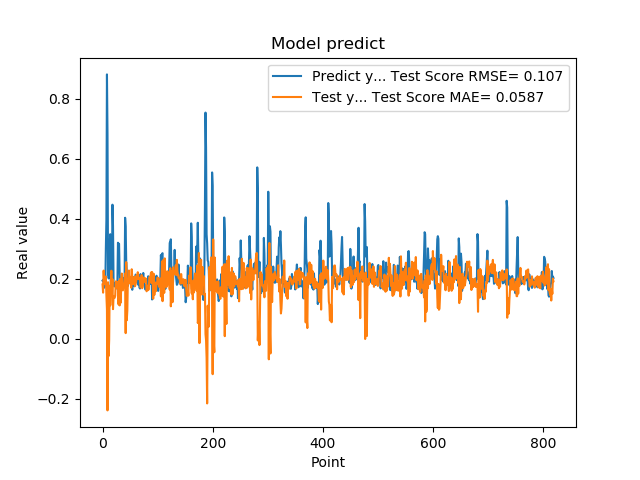 Model predict
Predict y... Test Score RMSE= 0.107
Test y... Test Score MAE= 0.0587
Real value
0.8
0.6
0.4
0.2
0.0
−0.2
0 200 400 600 800
Point